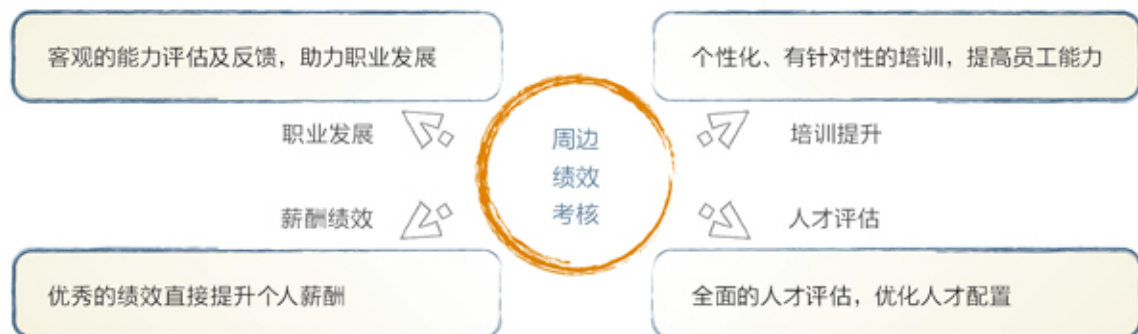 客观的能力评估及反馈，助力职业发展
个性化、有针对性的培训，提高员工能力
职业发展
培训提升
周边
绩效
考核
薪酬绩效
人才评估
优秀的绩效直接提升个人薪酬
全面的人才评估，优化人才配置